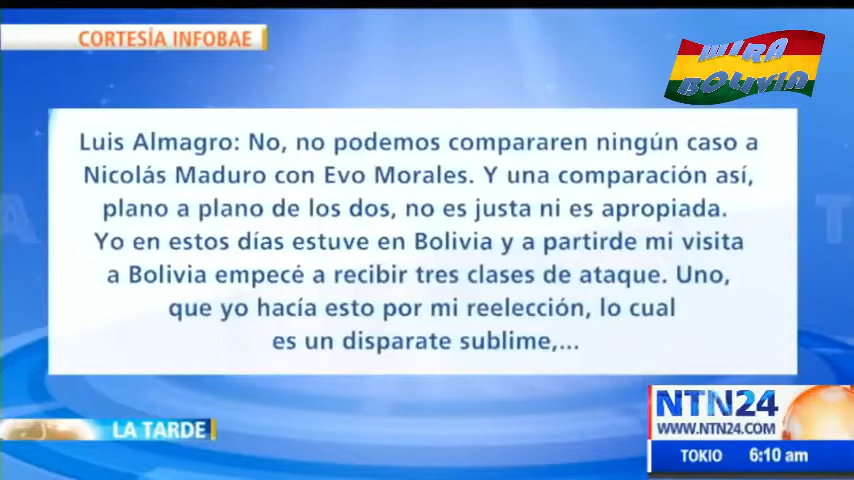 CORTESÍA INFOBAE
MIRA
BOLIVIA
Luis Almagro: No, no podemos compararen ningún caso a
Nicolás Maduro con Evo Morales. Y una comparación así,
plano a plano de los dos, no es justa ni es apropiada.
Yo en estos días estuve en Bolivia y a partirde mi visita
a Bolivia empecé a recibir tres clases de ataque. Uno,
que yo hacía esto por mi reelección, lo cual
es un disparate sublime,...
LA TARDE
NTN24
WWW.NTN24.COM
TOKIO 6:10 am